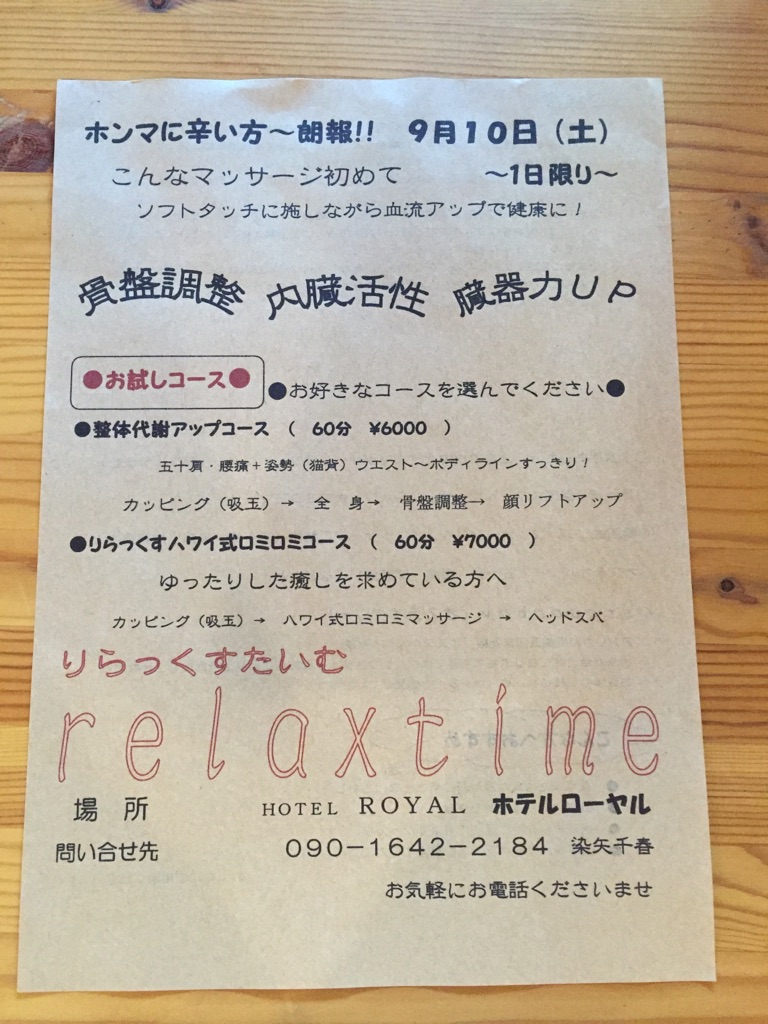 ホンマに辛い方～朗報!! 9月10日（土）
こんなマッサージ初めて ～1日限り～
ソフトタッチに施しながら血流アップで健康に！
骨盤調整 内臓活性 臓器力UP
●お試しコース● ●お好きなコースを選んでください●
●整体代謝アップコース （ 60分 ¥6000 ）
五十肩・腰痛+姿勢（猫背）ウエスト～ボディラインすっきり！
カッピング（吸玉）→ 全 身→ 骨盤調整→ 顔リフトアップ
●りらっくすハワイ式ロミロミコース （ 60分 ¥7000 ）
ゆったりした癒しを求めている方へ
カッピング（吸玉）→ ハワイ式ロミロミマッサージ → ヘッドスパ
りらっくすたいむ
relaxtime
場 所 HOTEL ROYAL ホテルローヤル
問い合せ先 090－1642－2184 染矢千春
お気軽にお電話くださいませ